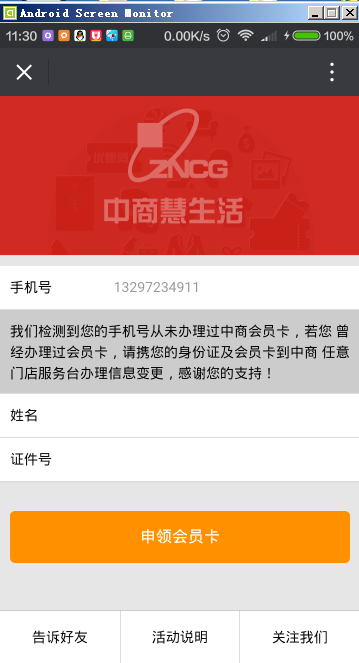 Android Screen Monitor
11:30 0.00K/s 100%
ZNCG
中商慧生活
手机号 13297234911
我们检测到您的手机号从未办理过中商会员卡，若您 曾
经办理过会员卡，请携您的身份证及会员卡到中商 任意
门店服务台办理信息变更，感谢您的支持！
姓名
证件号
申领会员卡
告诉好友 活动说明 关注我们